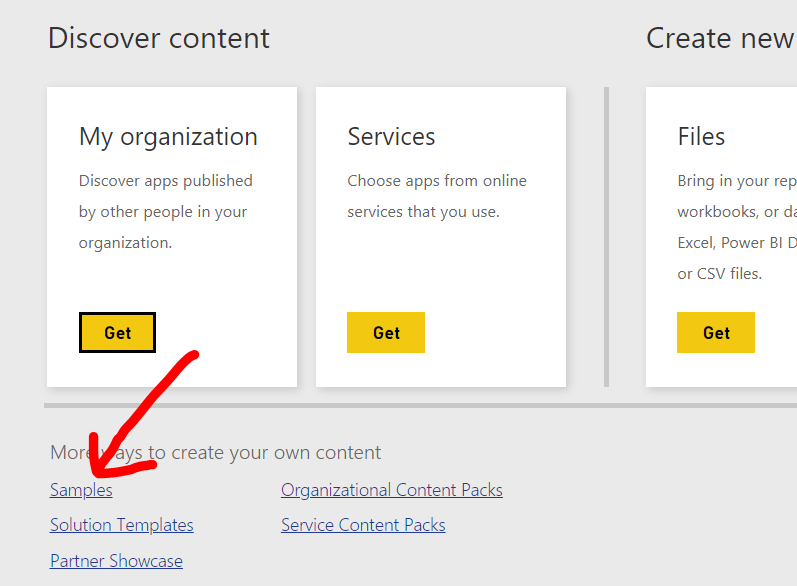 Discover content
Create new
My organization
Discover apps published
by other people in your
organization.
Get
Services
Choose apps from online
services that you use.
Get
Files
Bring in your rep
workbooks, or da
Excel, Power BI D
or CSV files.
Get
More ways to create your own content
Samples
Organizational Content Packs
Solution Templates
Service Content Packs
Partner Showcase